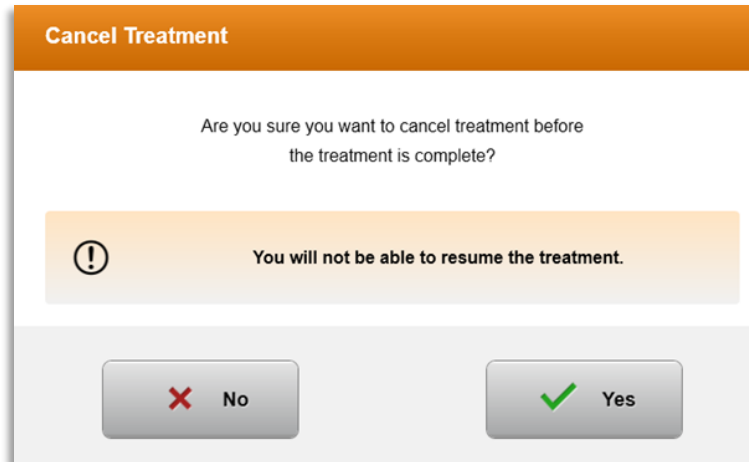 Cancel Treatment
Are you sure you want to cancel treatment before
the treatment is complete?
You will not be able to resume the treatment.
No
Yes